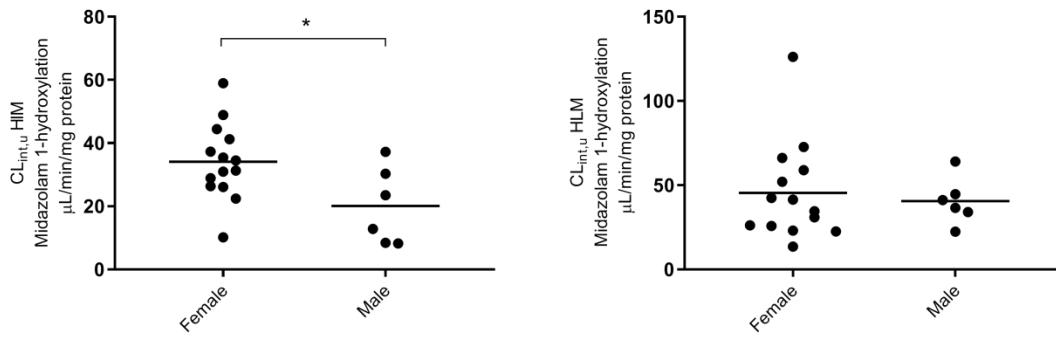 CLint,u HIM
Midazolam 1-hydroxylation
µL/min/mg protein
80
60
40
20
0
*
Female
Male
CLint,u HLM
Midazolam 1-hydroxylation
µL/min/mg protein
150
100
50
0
Female
Male